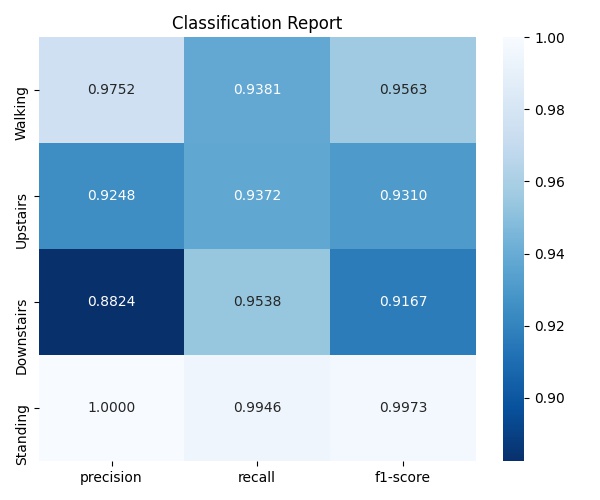 Classification Report
Walking 0.9752 0.9381 0.9563
Upstairs 0.9248 0.9372 0.9310
Downstairs 0.8824 0.9538 0.9167
Standing 1.0000 0.9946 0.9973
precision recall f1-score
1.00
0.98
0.96
0.94
0.92
0.90